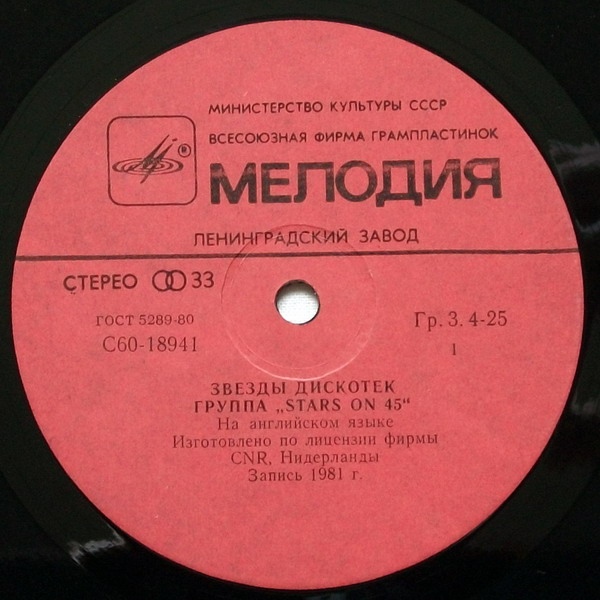 МИНИСТЕРСТВО КУЛЬТУРЫ СССР
ВСЕСОЮЗНАЯ ФИРМА ГРАМПЛАСТИНОК
® МЕЛОДИЯ
ЛЕНИНГРАДСКИЙ ЗАВОД
СТЕРЕО 33
ГОСТ 5289-80
Гр. 3. 4-25
С60-18941
1
ЗВЕЗДЫ ДИСКОТЕК
ГРУППА „STARS ON 45“
На английском языке
Изготовлено по лицензии фирмы
CNR, Нидерланды
Запись 1981 г.